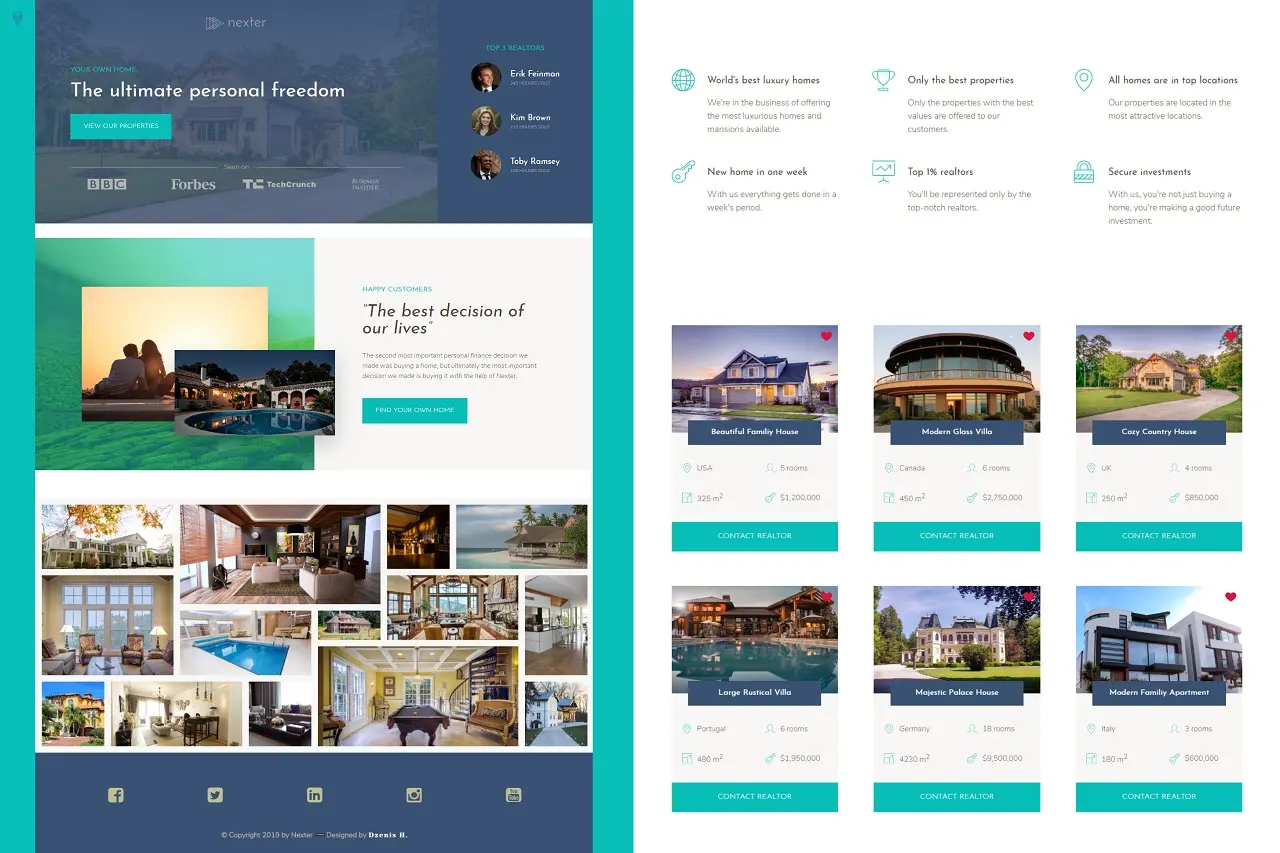 nexter
YOUR OWN HOME
The ultimate personal freedom
VIEW OUR PROPERTIES
Seen on
BBC
Forbes
TechCrunch
BUSINESS
INSIDER
TOP 3 REALTORS
Erik Feinman
245 HOUSES SOLD
Kim Brown
212 HOUSES SOLD
Toby Ramsey
HOUSES SOLD
HAPPY CUSTOMERS
"The best decision of
our lives"
The second most important personal finance decision we
made was buying a home, but ultimately the most important
decision we made is buying it with the help of Nexter.
FIND YOUR OWN HOME
© Copyright 2019 by Nexter — Designed by Dzenis H.
World's best luxury homes
We're in the business of offering
the most luxurious homes and
mansions available.
Only the best properties
Only the properties with the best
values are offered to our
customers.
All homes are in top locations
Our properties are located in the
most attractive locations.
New home in one week
With us everything gets done in a
week's period.
Top 1% realtors
You'll be represented only by the
top-notch realtors.
Secure investments
With us, you're not just buying a
home, you're making a good future
investment.
Beautiful Familiy House
USA
5 rooms
325 m²
$1,200,000
CONTACT REALTOR
Modern Glass Villa
Canada
6 rooms
450 m²
$2,750,000
CONTACT REALTOR
Cozy Country House
UK
4 rooms
250 m²
$850,000
CONTACT REALTOR
Large Rustical Villa
Portugal
6 rooms
480 m²
$1,950,000
CONTACT REALTOR
Majestic Palace House
Germany
18 rooms
4230 m²
$9,500,000
CONTACT REALTOR
Modern Familiy Apartment
Italy
3 rooms
180 m²
$600,000
CONTACT REALTOR